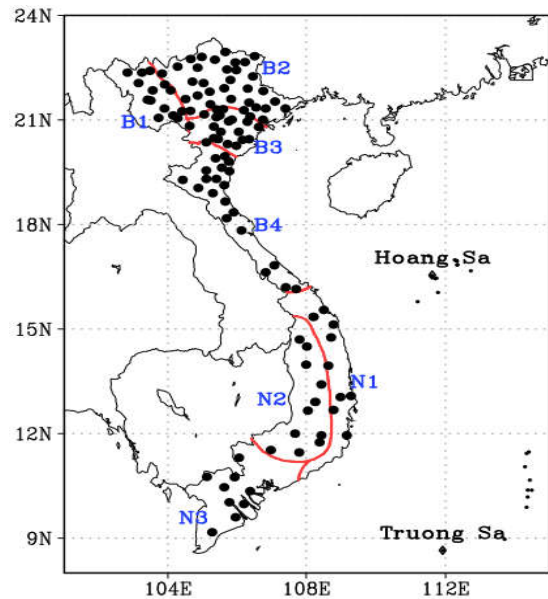 24N
B2
21N
B1
B3
18N
B4
Hoang Sa
15N
N1
N2
12N
N3
Truong Sa
9N
104E 108E 112E